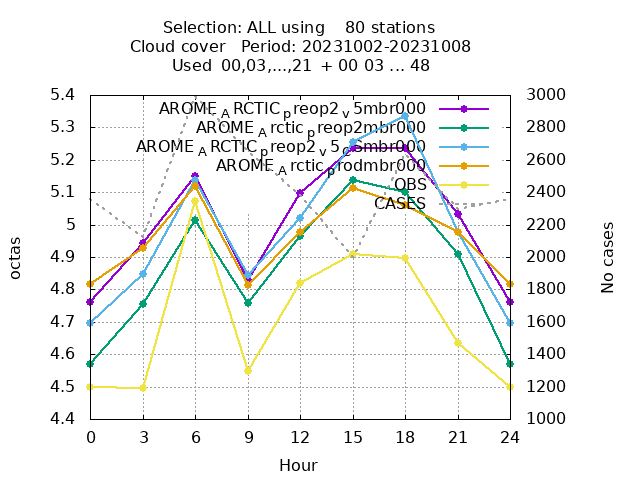 Selection: ALL using 80 stations
Cloud cover Period: 20231002-20231008
Used 00,03,...,21 + 00 03 ... 48
5.4 3000
AROME_ARCTIC_preop2_v5mbr000
5.3 2800
AROME_Arctic_preop2mbr000
AROME_ARCTIC_preop2_v5_c5mbr000
5.2 2600
AROME_Arctic_prodmbr000
OBS
5.1 2400
CASES
5 2200
4.9 2000
4.8 1800
4.7 1600
4.6 1400
4.5 1200
4.4 1000
octas
No cases
0 3 6 9 12 15 18 21 24
Hour